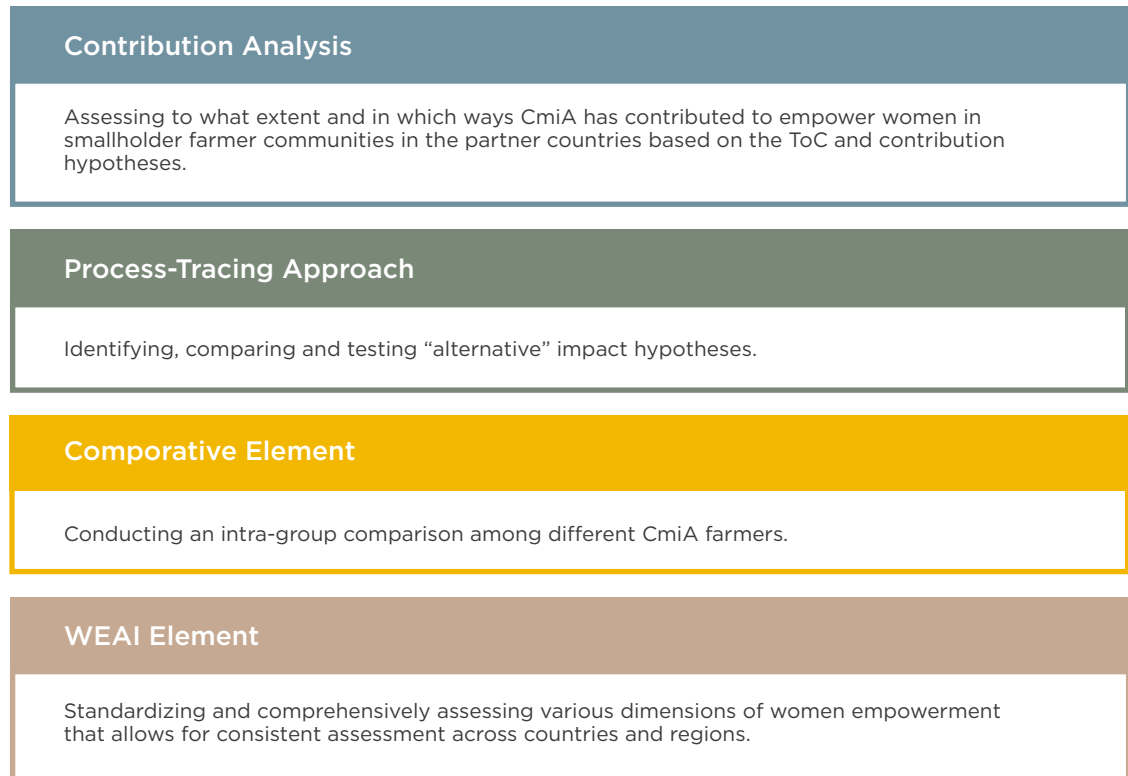 Contribution Analysis
Assessing to what extent and in which ways CmiA has contributed to empower women in
smallholder farmer communities in the partner countries based on the ToC and contribution
hypotheses.
Process-Tracing Approach
Identifying, comparing and testing “alternative” impact hypotheses.
Comporative Element
Conducting an intra-group comparison among different CmiA farmers.
WEAI Element
Standardizing and comprehensively assessing various dimensions of women empowerment
that allows for consistent assessment across countries and regions.